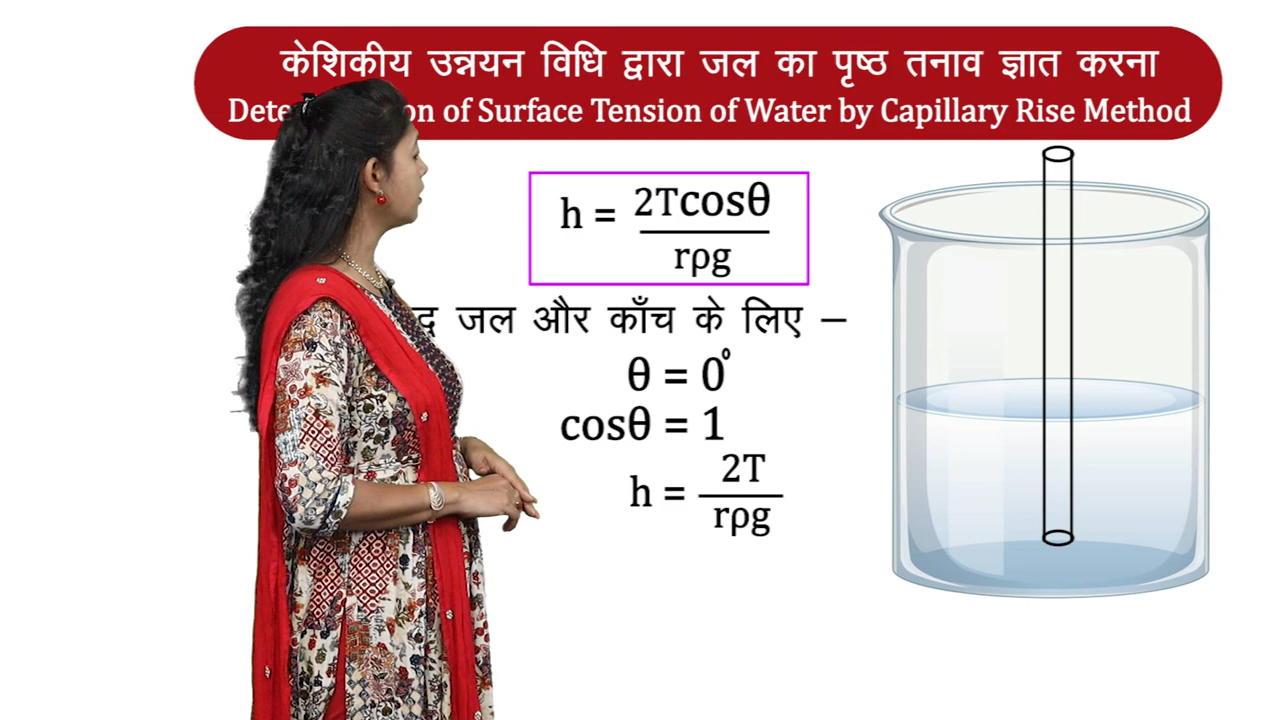 केशिकीय उन्नयन विधि द्वारा जल का पृष्ठ तनाव ज्ञात करना
of Surface Tension of Water by Capillary Rise Method
h = 2Tcosθ / rρg
जल और काँच के लिए –
θ = 0°
cosθ = 1
h = 2T / rρg